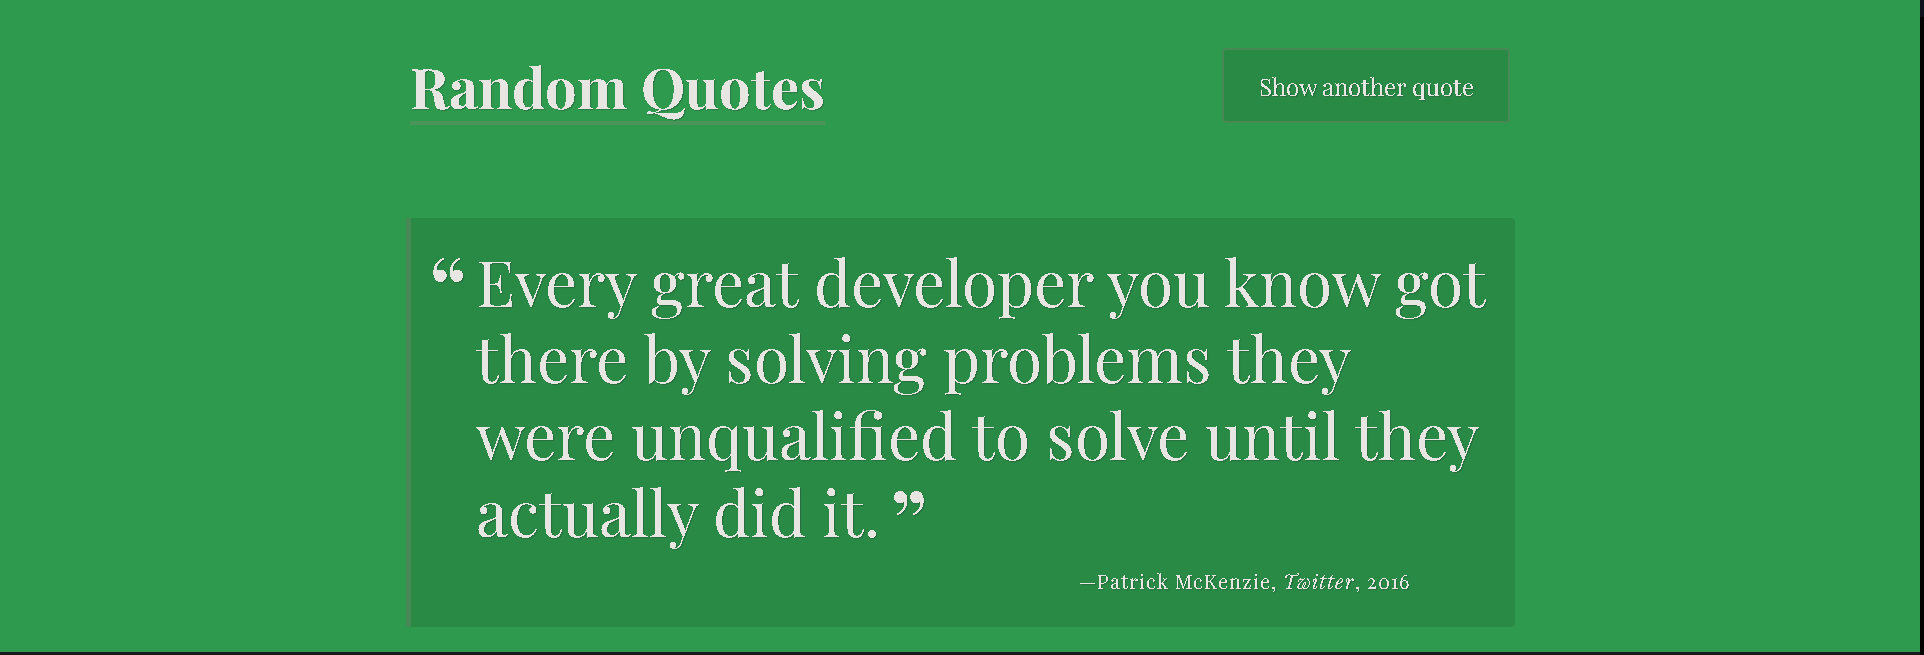 Random Quotes
Show another quote
“ Every great developer you know got
there by solving problems they
were unqualified to solve until they
actually did it. ”
—Patrick McKenzie, Twitter, 2016